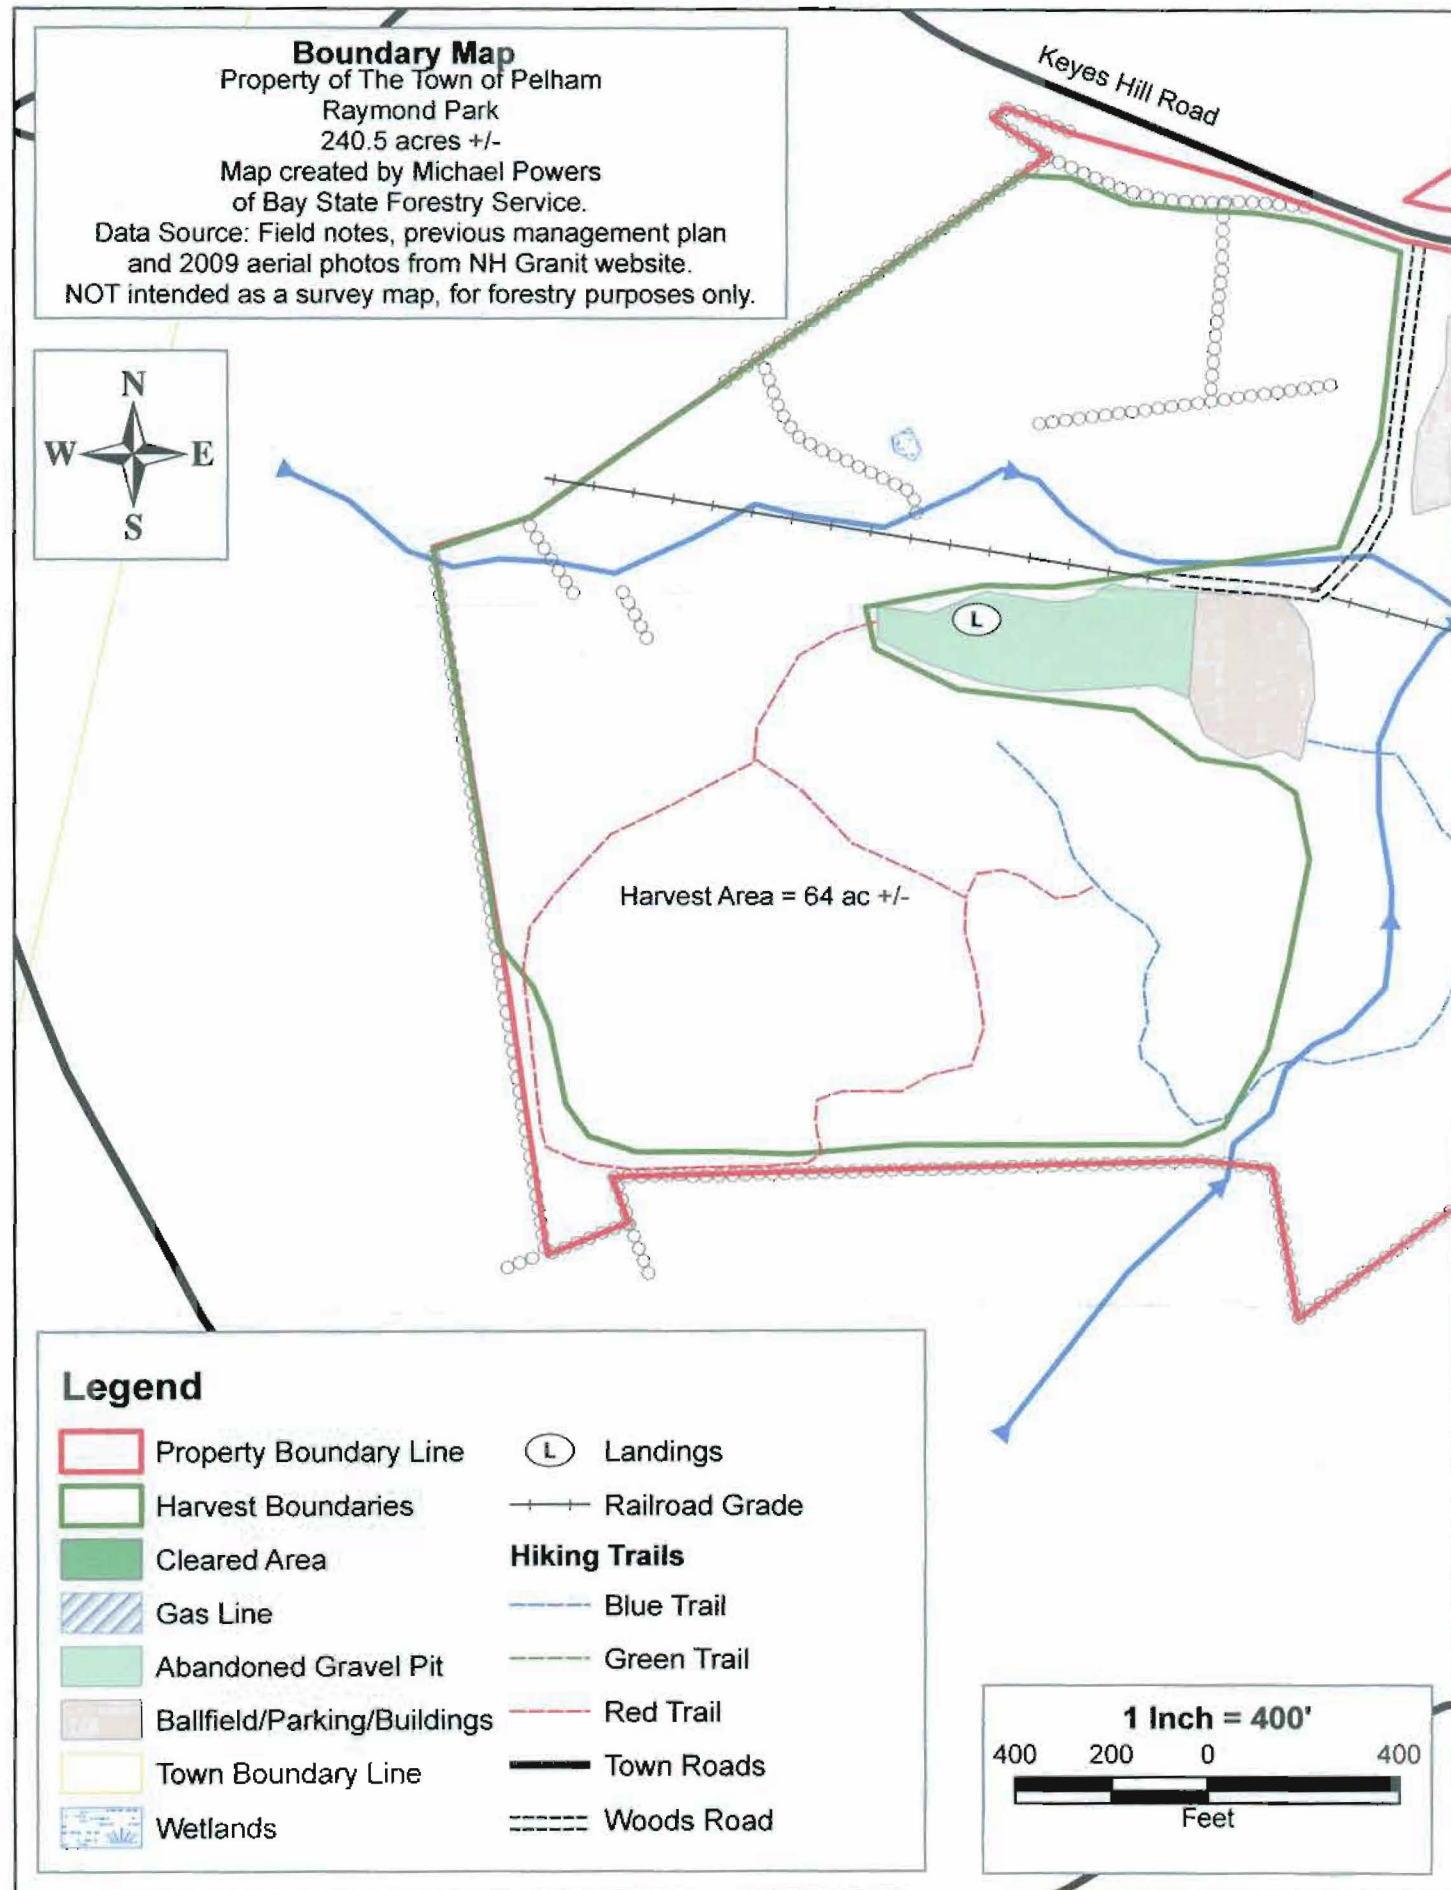 Boundary Map
Property of The Town of Pelham
Raymond Park
240.5 acres +/-
Map created by Michael Powers
of Bay State Forestry Service.
Data Source: Field notes, previous management plan
and 2009 aerial photos from NH Granit website.
NOT intended as a survey map, for forestry purposes only.
Keyes Hill Road
N
W E
S
L
Harvest Area = 64 ac +/-
Legend
Property Boundary Line
Harvest Boundaries
Cleared Area
Gas Line
Abandoned Gravel Pit
Ballfield/Parking/Buildings
Town Boundary Line
Wetlands
L Landings
Railroad Grade
Hiking Trails
Blue Trail
Green Trail
Red Trail
Town Roads
Woods Road
1 Inch = 400'
400 200 0 400
Feet